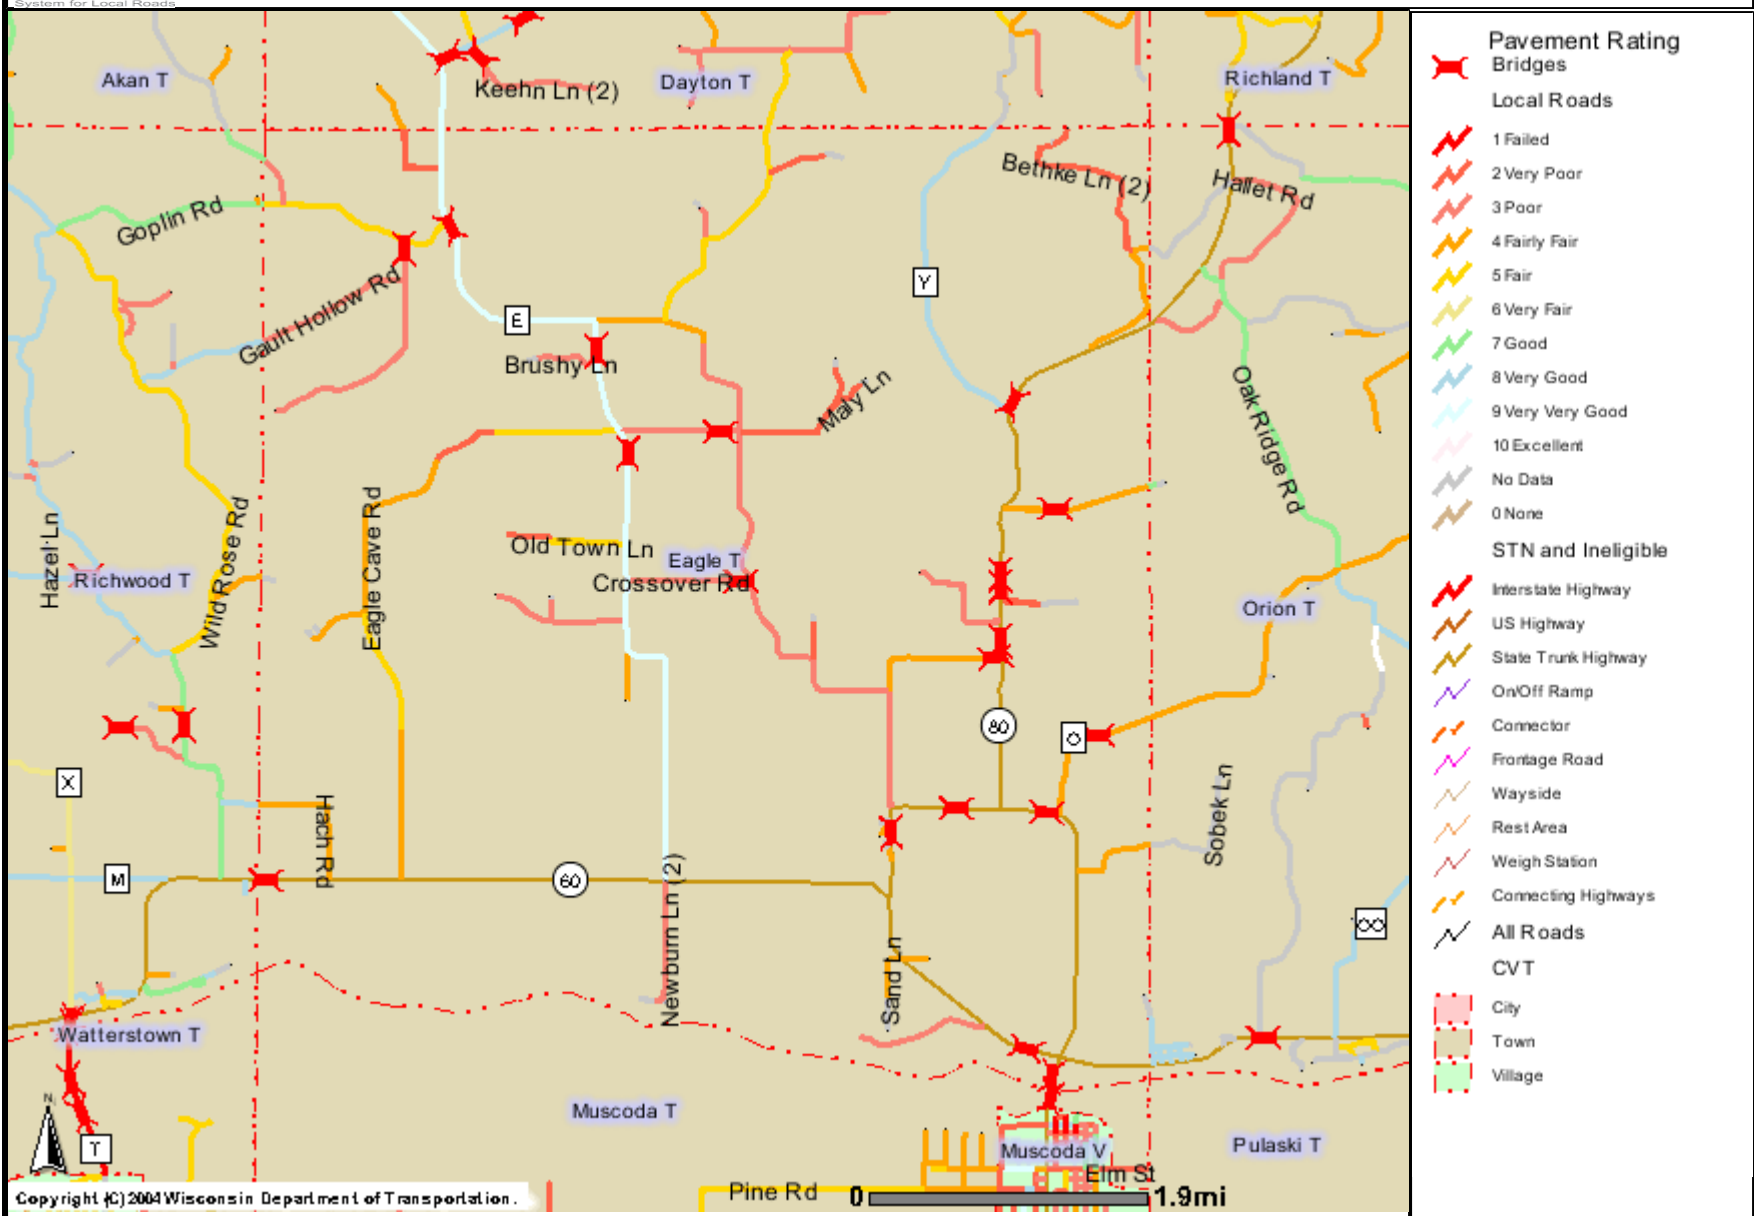 System for Local Roads
Akan T
Keehn Ln (2)
Dayton T
Richland T
Bethke Ln (2)
Hallet Rd
Goplin Rd
Gault Hollow Rd
Y
E
Brushy Ln
Maly Ln
Oak Ridge Rd
Hazel Ln
Richwood T
Wild Rose Rd
Eagle Cave Rd
Old Town Ln
Eagle T
Crossover Rd
Orion T
80
O
X
Hach Rd
Sobek Ln
M
60
Newburn Ln (2)
Sand Ln
OO
Watterstown T
N
T
Muscoda T
Muscoda V
Pulaski T
Elm St
Pine Rd
0 1.9mi
Copyright (C) 2004 Wisconsin Department of Transportation.
Pavement Rating
Bridges
Local Roads
1 Failed
2 Very Poor
3 Poor
4 Fairly Fair
5 Fair
6 Very Fair
7 Good
8 Very Good
9 Very Very Good
10 Excellent
No Data
0 None
STN and Ineligible
Interstate Highway
US Highway
State Trunk Highway
On/Off Ramp
Connector
Frontage Road
Wayside
Rest Area
Weigh Station
Connecting Highways
All Roads
CVT
City
Town
Village